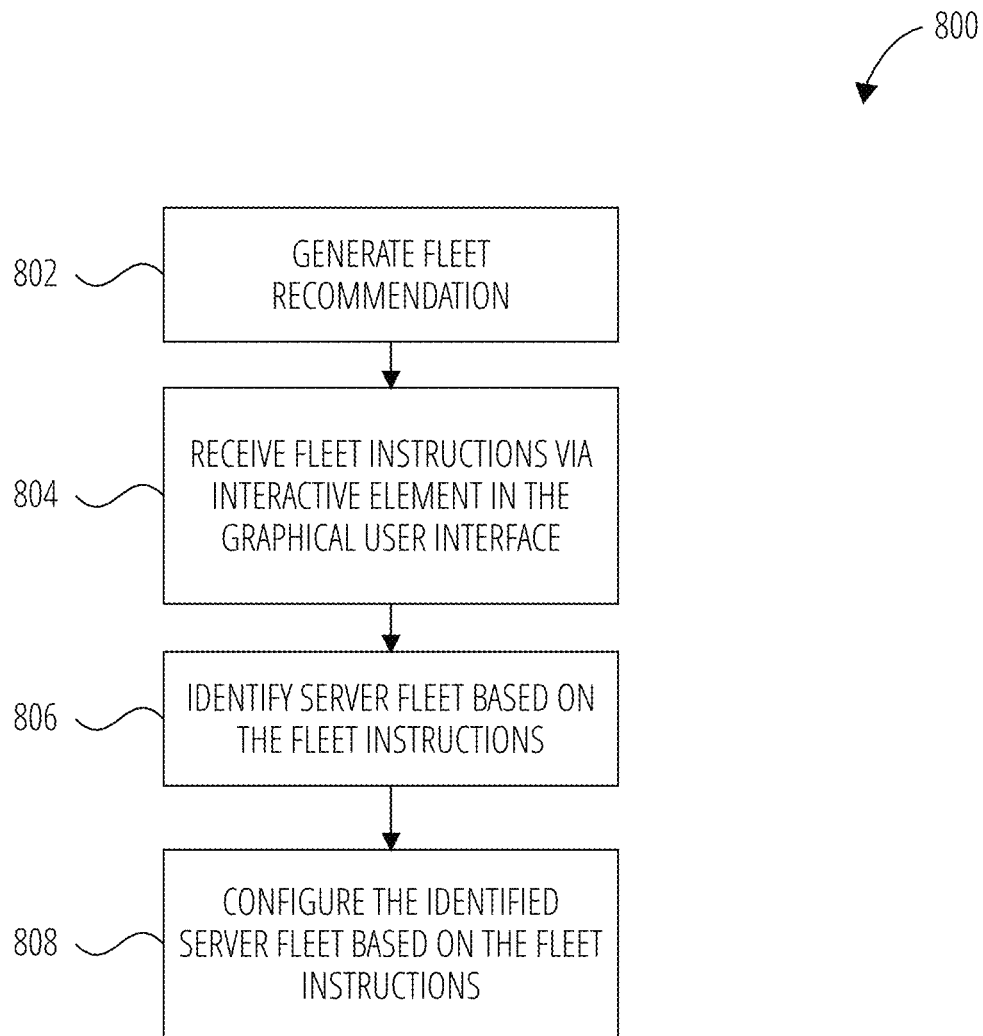 800
802
GENERATE FLEET
RECOMMENDATION
804
RECEIVE FLEET INSTRUCTIONS VIA
INTERACTIVE ELEMENT IN THE
GRAPHICAL USER INTERFACE
806
IDENTIFY SERVER FLEET BASED ON
THE FLEET INSTRUCTIONS
808
CONFIGURE THE IDENTIFIED
SERVER FLEET BASED ON THE FLEET
INSTRUCTIONS